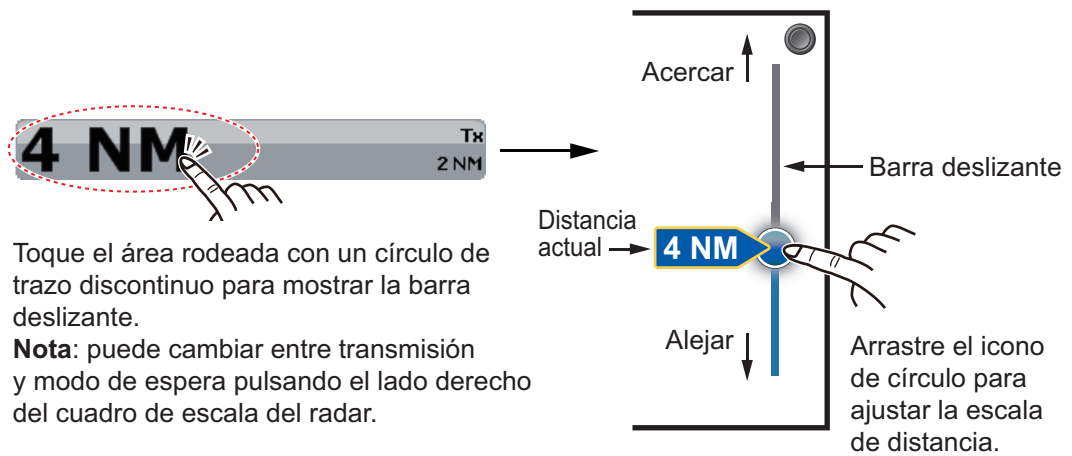 4 NM
Tx
2 NM
Toque el área rodeada con un círculo de
trazo discontinuo para mostrar la barra
deslizante.
Nota: puede cambiar entre transmisión
y modo de espera pulsando el lado derecho
del cuadro de escala del radar.
Acercar
Barra deslizante
Distancia
actual
4 NM
Alejar
Arrastre el icono
de círculo para
ajustar la escala
de distancia.